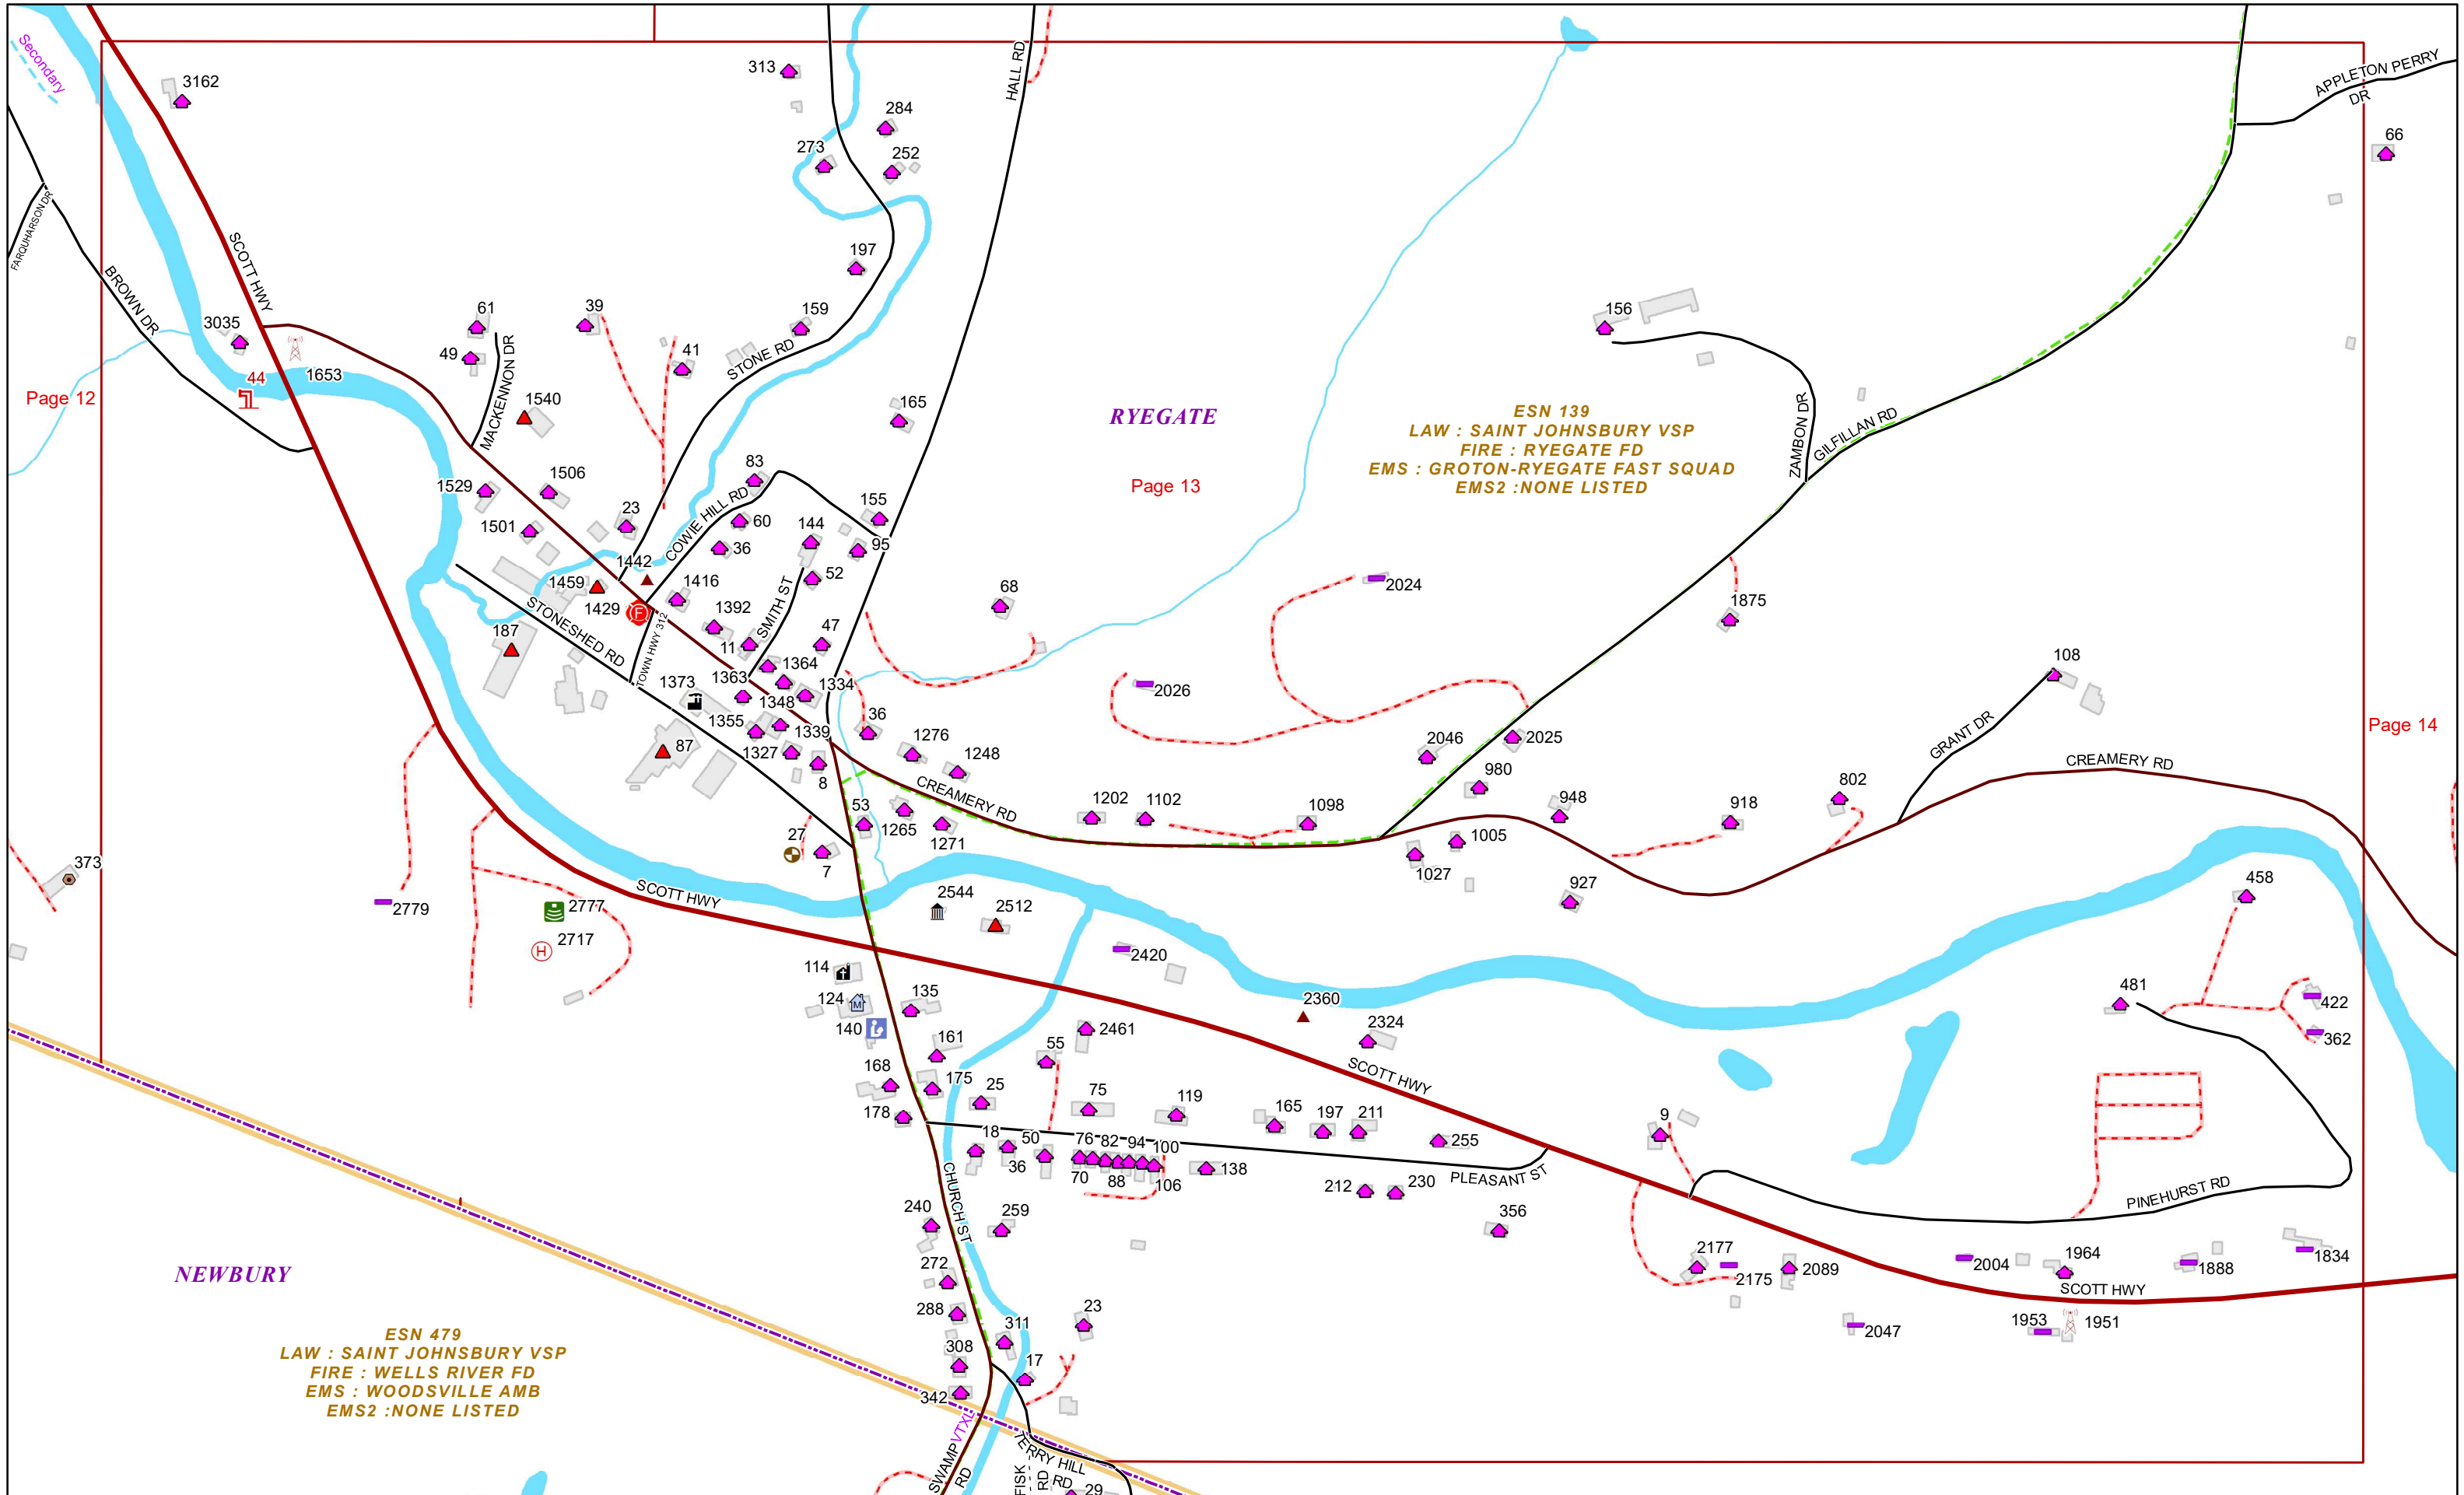 Secondary
3162
SCOTT HWY
FARQUHARSON DR
BROWN DR
3035
44
1653
Page 12
313
284
273
252
HALL RD
197
159
STONE RD
APPLETON PERRY
DR
66
61
39
49
41
MACKENNON DR
1540
165
RYEGATE
Page 13
156
ESN 139
LAW : SAINT JOHNSBURY VSP
FIRE : RYEGATE FD
EMS : GROTON-RYEGATE FAST SQUAD
EMS2 :NONE LISTED
ZAMBON DR
GILFILLAN RD
83
1529
1506
1501
23
COWIE HILL RD
60
36
144
155
95
52
1442
1416
1459
1429
F
1392
SMITH ST
STONESHED RD
TOWN HWY 312
187
11
47
1364
1363
1334
1373
1348
1355
1339
1327
87
8
36
1276
1248
68
2024
2026
1875
108
GRANT DR
Page 14
CREAMERY RD
2046
2025
980
948
918
802
CREAMERY RD
1202
1102
1098
53
1265
1271
27
7
1005
1027
927
373
2779
2777
2717
H
SCOTT HWY
2544
2512
2420
458
114
124
M
135
140
161
168
175
178
25
2461
55
75
119
2360
2324
SCOTT HWY
481
422
362
165
197
211
255
9
18
50
36
76
82
94
100
70
88
106
138
PLEASANT ST
212
230
356
PINEHURST RD
CHURCH ST
240
259
272
288
308
311
342
23
17
2177
2175
2089
2047
2004
1964
1888
1834
SCOTT HWY
1953
1951
NEWBURY
ESN 479
LAW : SAINT JOHNSBURY VSP
FIRE : WELLS RIVER FD
EMS : WOODSVILLE AMB
EMS2 :NONE LISTED
VTXL
SWAMP
RD
FISK
RD
TERRY HILL
RD
29